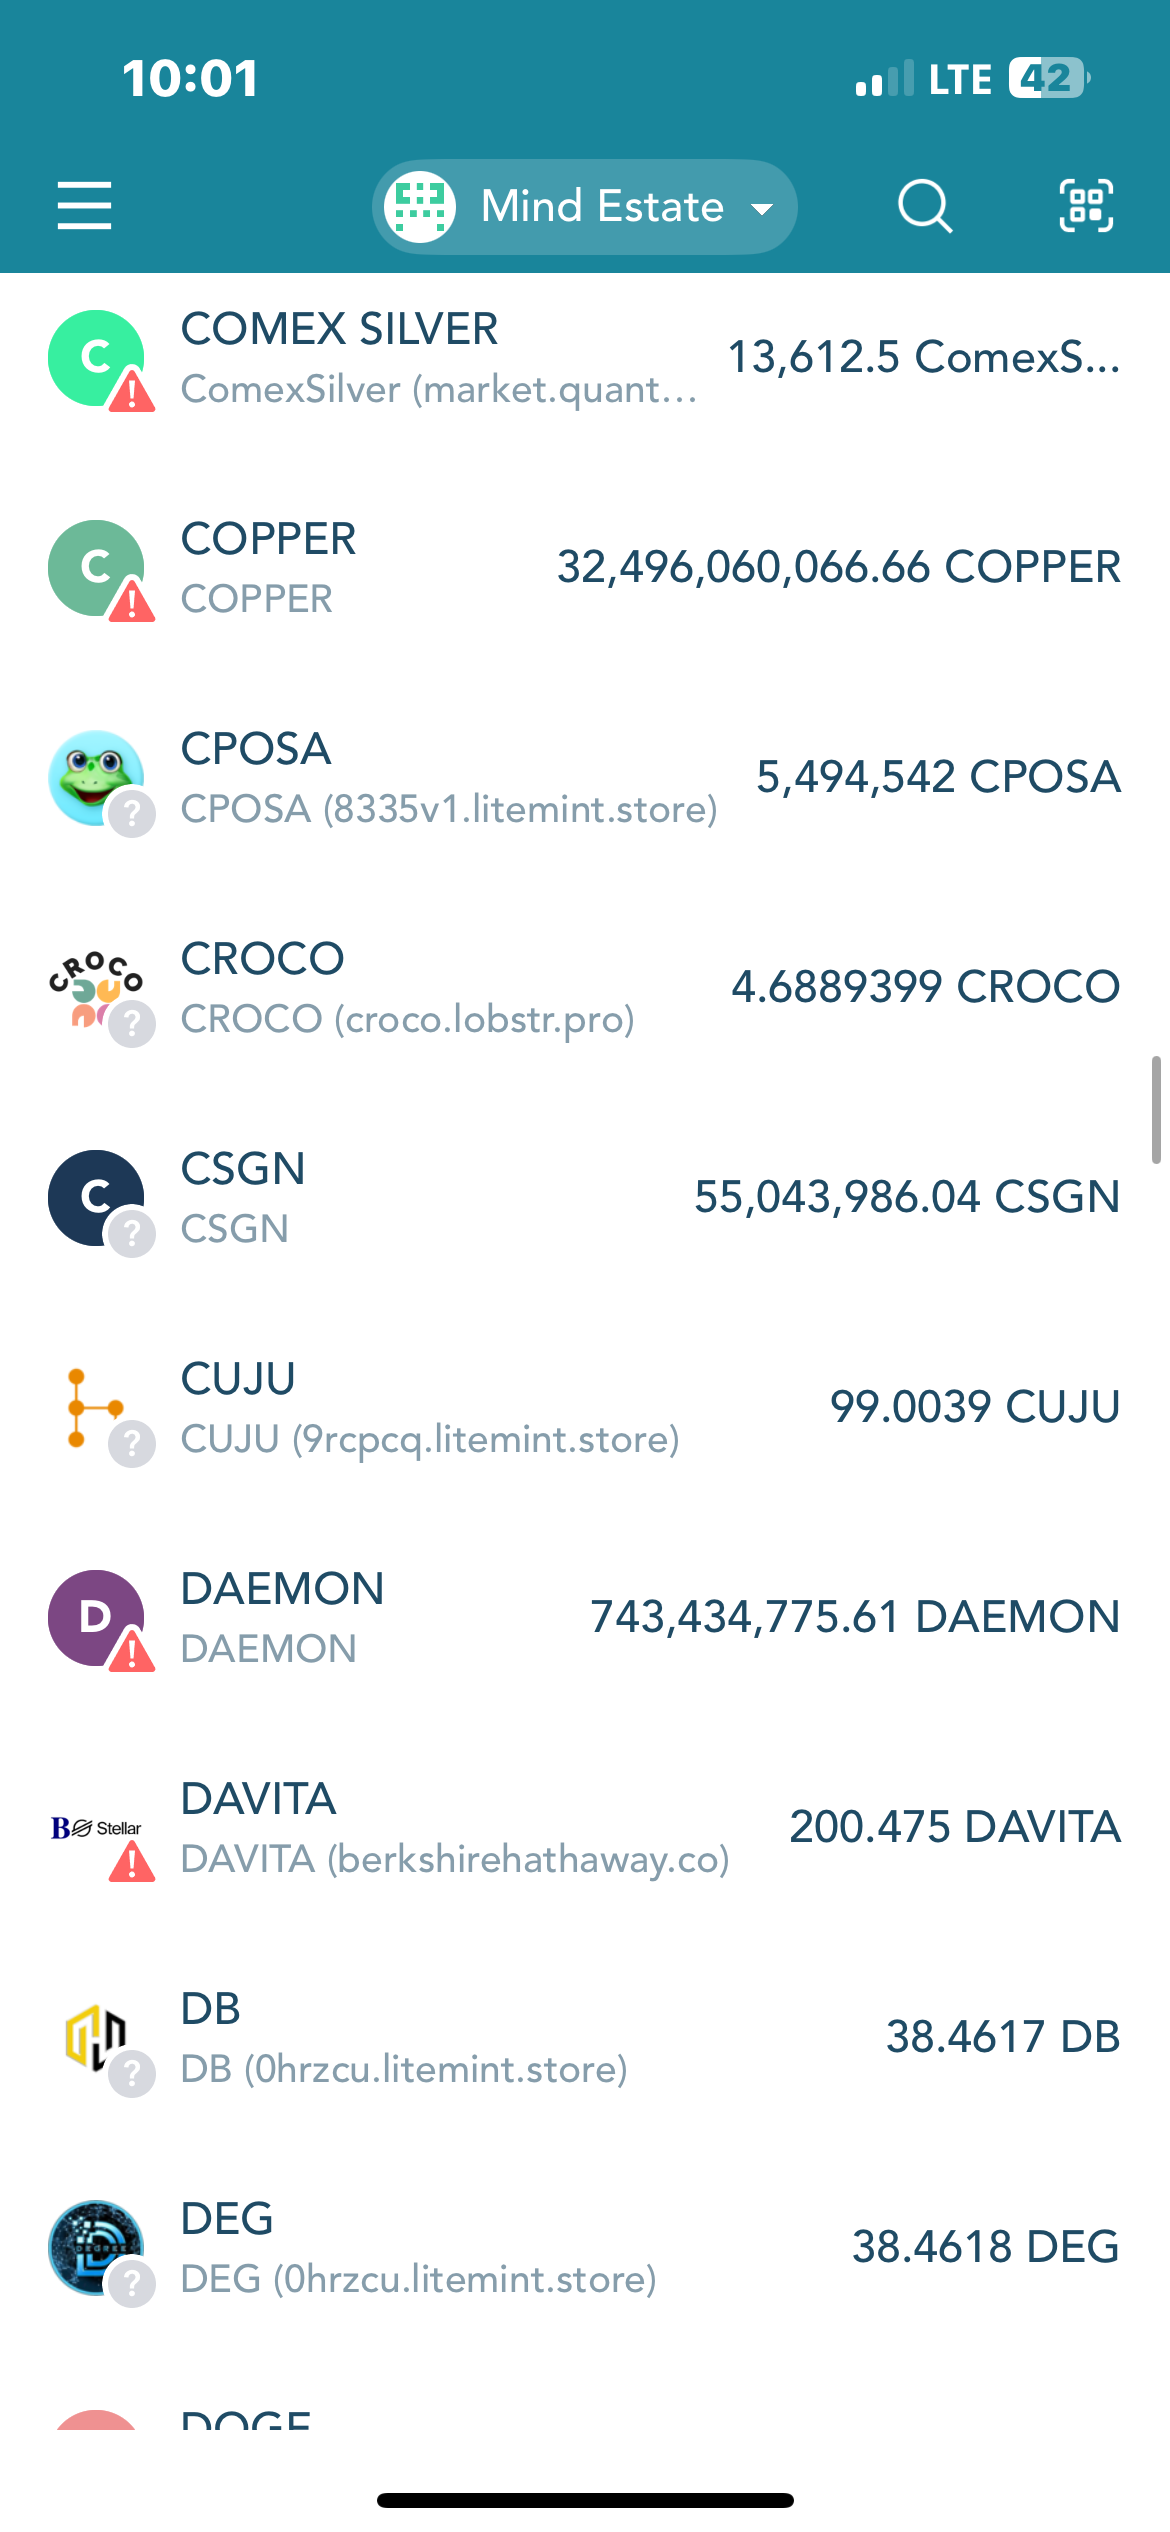 10:01
LTE 42
Mind Estate
C
COMEX SILVER
ComexSilver (market.quant...
13,612.5 ComexS...
C
COPPER
COPPER
32,496,060,066.66 COPPER
CPOSA
CPOSA (8335v1.litemint.store)
5,494,542 CPOSA
?
CROCO
CROCO
CROCO (croco.lobstr.pro)
4.6889399 CROCO
?
C
CSGN
CSGN
55,043,986.04 CSGN
?
CUJU
CUJU (9rcpcq.litemint.store)
99.0039 CUJU
?
D
DAEMON
DAEMON
743,434,775.61 DAEMON
B Stellar
DAVITA
DAVITA (berkshirehathaway.co)
200.475 DAVITA
DB
DB (0hrzcu.litemint.store)
38.4617 DB
?
DEG
DEG (0hrzcu.litemint.store)
38.4618 DEG
?
DOGE